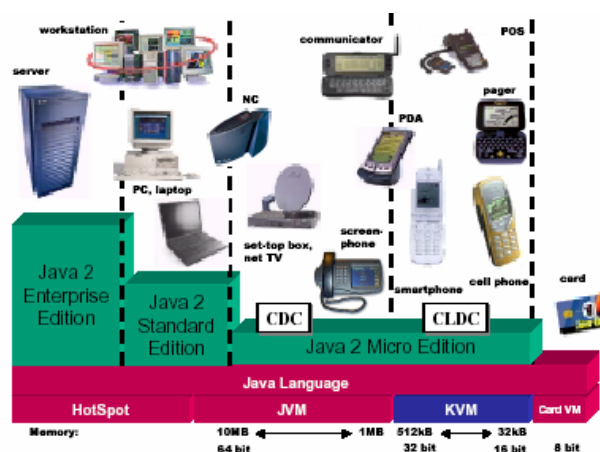 workstation
communicator
POS
server
NC
pager
PDA
PC, laptop
set-top box,
net TV
screen-
phone
smartphone
cell phone
card
Java 2
Enterprise
Edition
Java 2
Standard
Edition
CDC
CLDC
Java 2 Micro Edition
Java Language
HotSpot
JVM
KVM
Card VM
Memory:
10MB
1MB
512kB
32kB
64 bit
32 bit
16 bit
8 bit